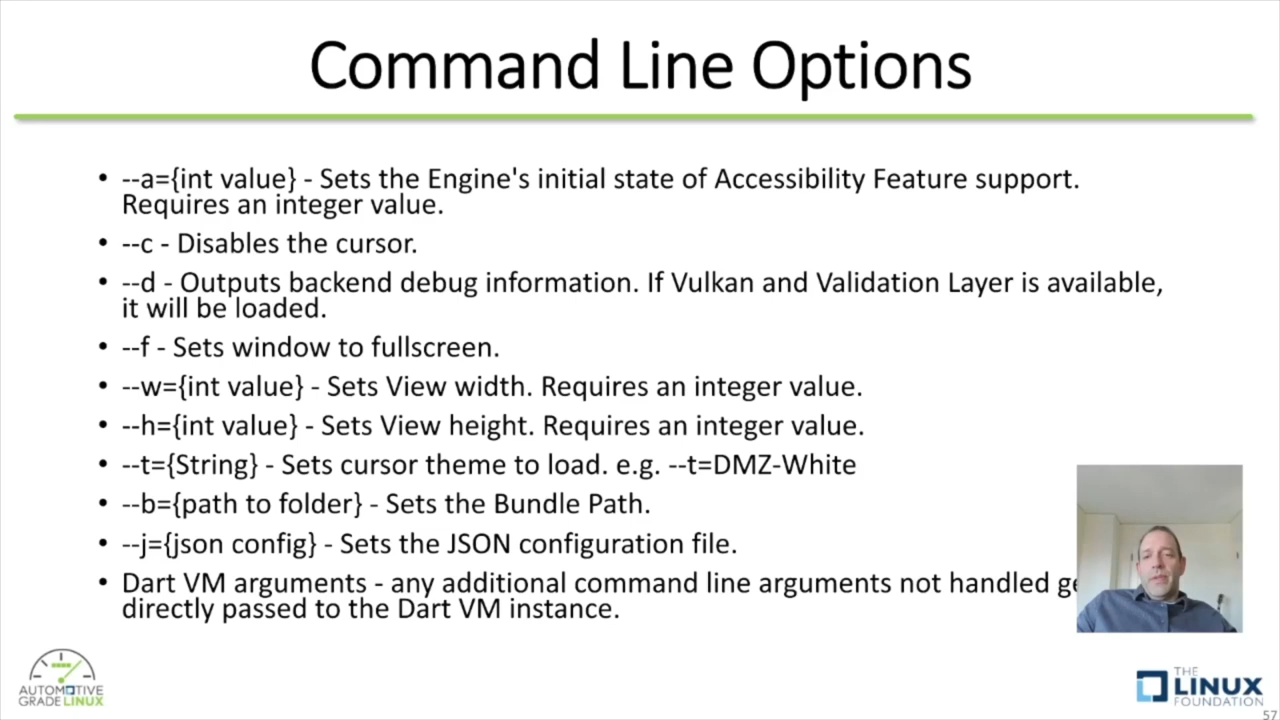 Command Line Options
• --a={int value} - Sets the Engine's initial state of Accessibility Feature support.
Requires an integer value.
• --c - Disables the cursor.
• --d - Outputs backend debug information. If Vulkan and Validation Layer is available,
it will be loaded.
• --f - Sets window to fullscreen.
• --w={int value} - Sets View width. Requires an integer value.
• --h={int value} - Sets View height. Requires an integer value.
• --t={String} - Sets cursor theme to load. e.g. --t=DMZ-White
• --b={path to folder} - Sets the Bundle Path.
• --j={json config} - Sets the JSON configuration file.
• Dart VM arguments - any additional command line arguments not handled
directly passed to the Dart VM instance.
AUTOMOTIVE
GRADE LINUX
THE
LINUX
FOUNDATION
57